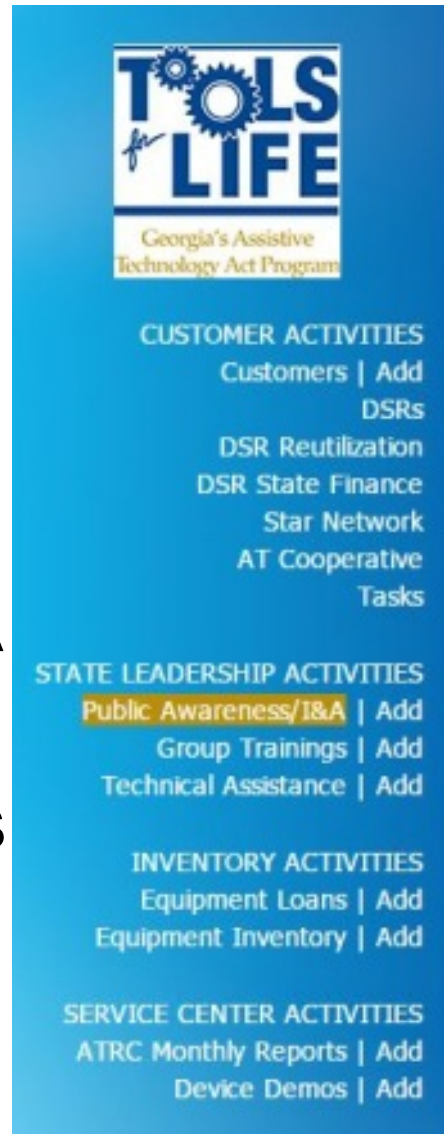 TOOLS
for LIFE
Georgia's Assistive
Technology Act Program
CUSTOMER ACTIVITIES
Customers | Add
DSRs
DSR Reutilization
DSR State Finance
Star Network
AT Cooperative
Tasks
STATE LEADERSHIP ACTIVITIES
Public Awareness/I&A | Add
Group Trainings | Add
Technical Assistance | Add
INVENTORY ACTIVITIES
Equipment Loans | Add
Equipment Inventory | Add
SERVICE CENTER ACTIVITIES
ATRC Monthly Reports | Add
Device Demos | Add